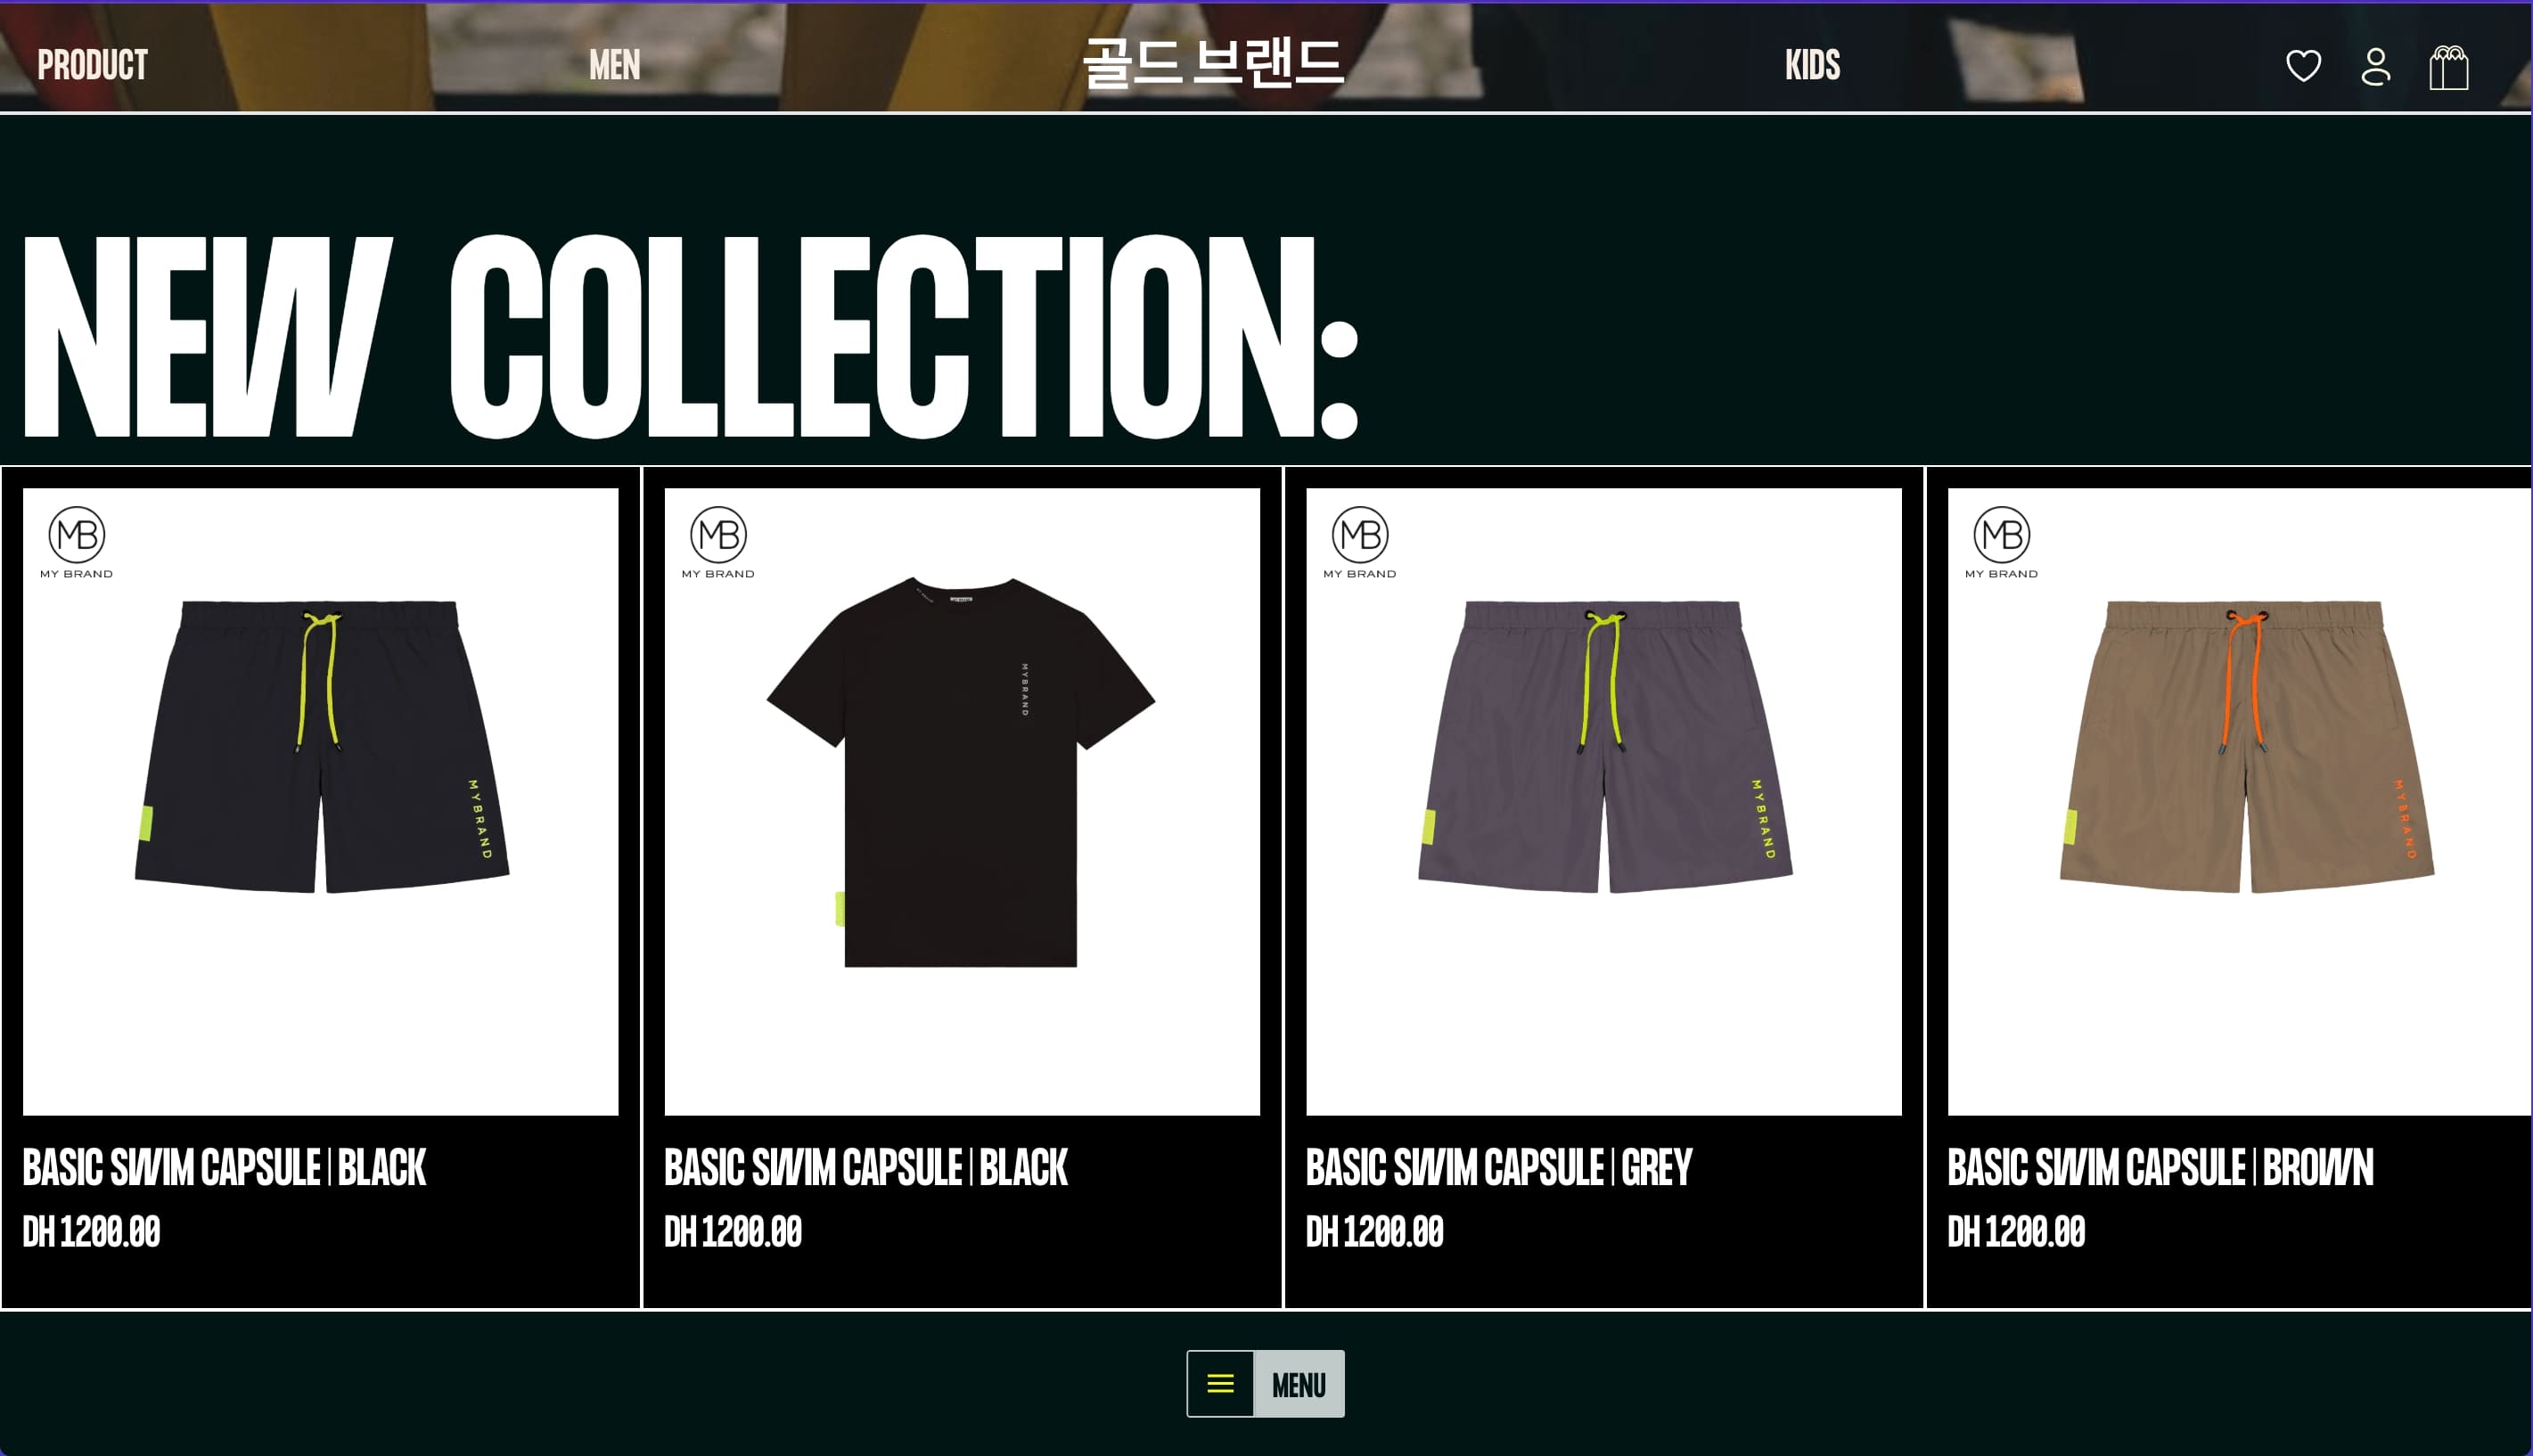 PRODUCT
MEN
골드 브랜드
KIDS
NEW COLLECTION:
MB
MY BRAND
MYBRAND
BASIC SWIM CAPSULE | BLACK
DH 1200.00
MB
MY BRAND
MYBRAND
BASIC SWIM CAPSULE | BLACK
DH 1200.00
MB
MY BRAND
MYBRAND
BASIC SWIM CAPSULE | GREY
DH 1200.00
MB
MY BRAND
MYBRAND
BASIC SWIM CAPSULE | BROWN
DH 1200.00
MENU